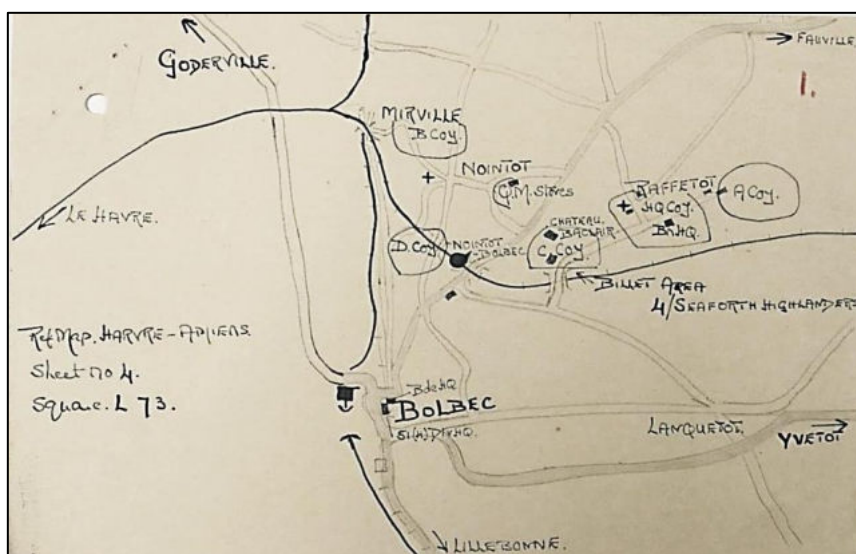 GODERVILLE.
FAUVILLE.
1.
MIRVILLE
B COY.
NOINTOT
Q.M. Stores
RAFFETOT
HQ COY.
A COY.
Bn HQ.
LE HAVRE.
D. COY
NOINTOT
-BOLBEC
CHATEAU.
BACLAIR.
C. COY
BILLET AREA
4/SEAFORTH HIGHLANDERS
Ref Map. HARVRE-AMIENS.
Sheet no 4.
Square. L 73.
Bde HQ
BOLBEC
51(H) DIV HQ.
LANQUETOT.
YVETOT
LILLEBONNE.